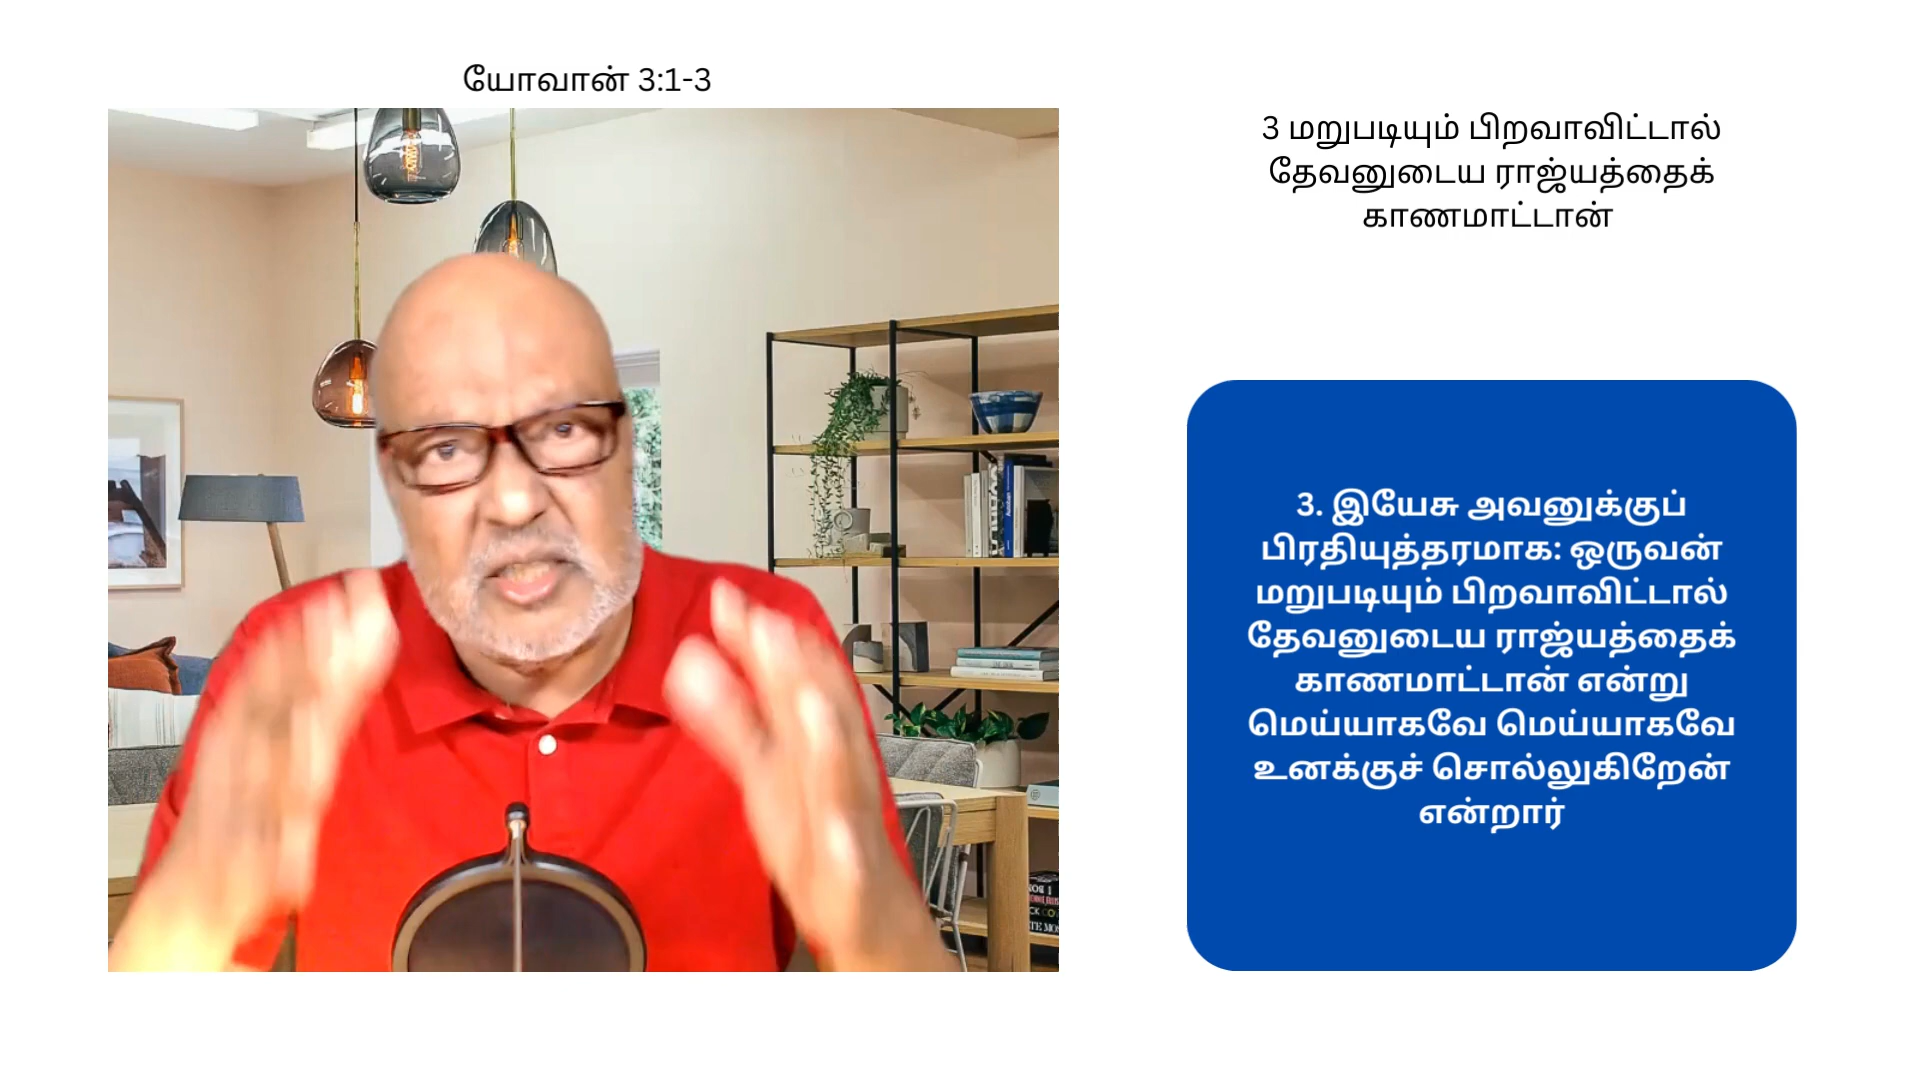 யோவான் 3:1-3
3 மறுபடியும் பிறவாவிட்டால்
தேவனுடைய ராஜ்யத்தைக்
காணமாட்டான்
3. இயேசு அவனுக்குப்
பிரதியுத்தரமாக: ஒருவன்
மறுபடியும் பிறவாவிட்டால்
தேவனுடைய ராஜ்யத்தைக்
காணமாட்டான் என்று
மெய்யாகவே மெய்யாகவே
உனக்குச் சொல்லுகிறேன்
என்றார்